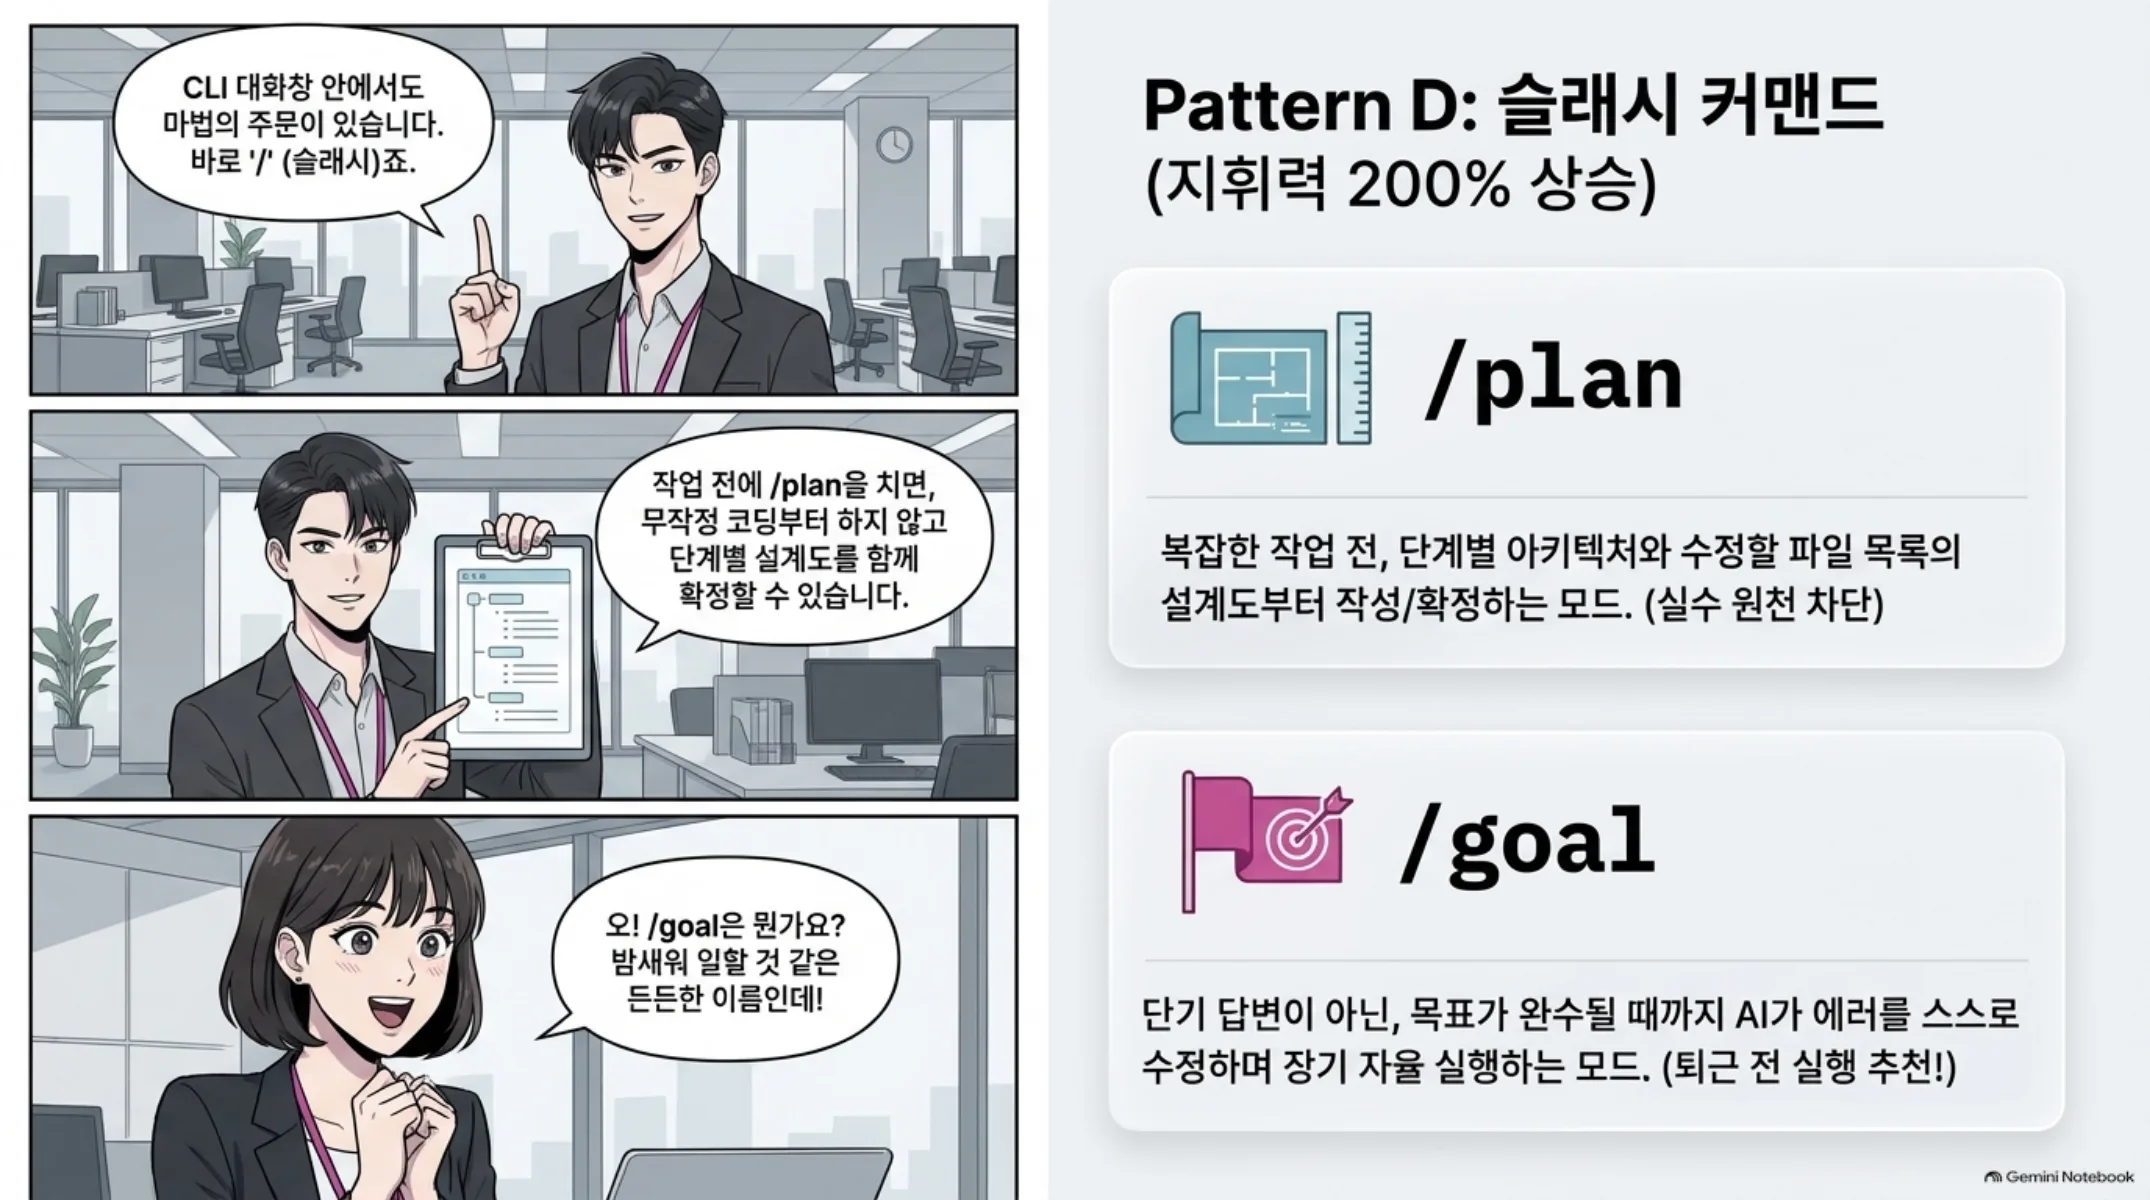 CLI 대화창 안에서도
마법의 주문이 있습니다.
바로 '/' (슬래시)죠.
작업 전에 /plan을 치면,
무작정 코딩부터 하지 않고
단계별 설계도를 함께
확정할 수 있습니다.
오! /goal은 뭔가요?
밤새워 일할 것 같은
든든한 이름인데!
Pattern D: 슬래시 커맨드
(지휘력 200% 상승)
/plan
복잡한 작업 전, 단계별 아키텍처와 수정할 파일 목록의
설계도부터 작성/확정하는 모드. (실수 원천 차단)
/goal
단기 답변이 아닌, 목표가 완수될 때까지 AI가 에러를 스스로
수정하며 장기 자율 실행하는 모드. (퇴근 전 실행 추천!)
Gemini Notebook